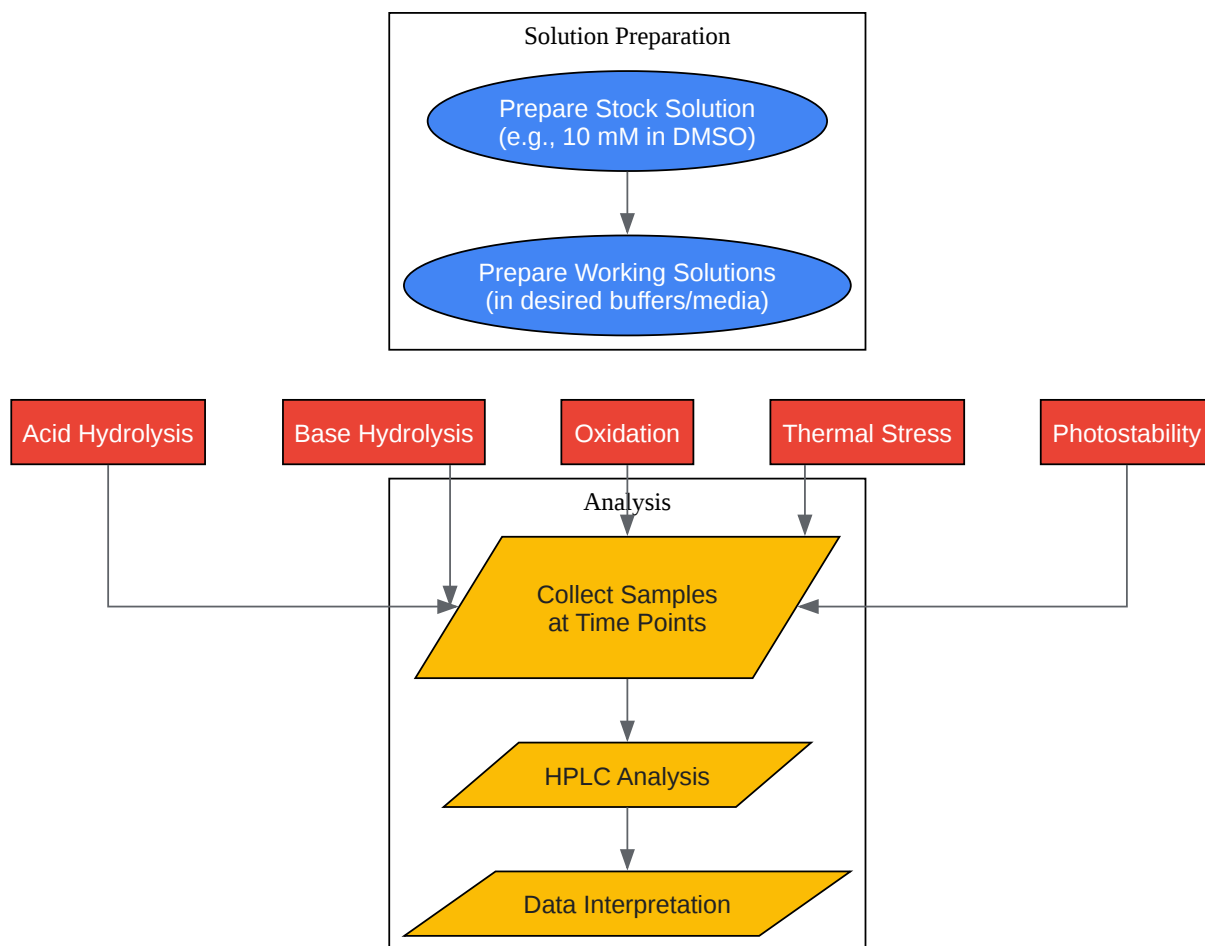 Solution Preparation
Prepare Stock Solution
(e.g., 10 mM in DMSO)
Prepare Working Solutions
(in desired buffers/media)
Acid Hydrolysis
Base Hydrolysis
Oxidation
Thermal Stress
Photostability
Analysis
Collect Samples
at Time Points
HPLC Analysis
Data Interpretation